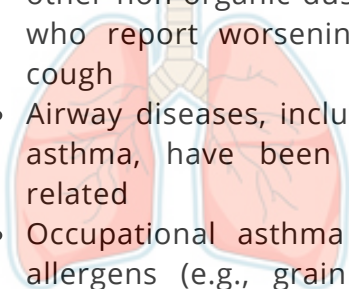 other non-organic dus
who report worsenin
cough
• Airway diseases, inclu
asthma, have been
related
• Occupational asthma
allergens (e.g., grain